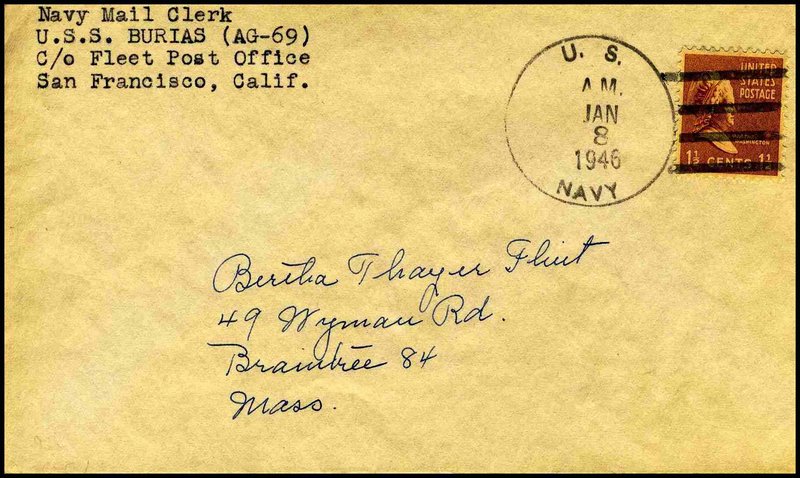 Navy Mail Clerk
U.S.S. BURIAS (AG-69)
C/o Fleet Post Office
San Francisco, Calif.
U. S.
A.M.
JAN
8
1946
NAVY
UNITED
STATES
POSTAGE
WASHINGTON
1½ CENTS 1½
Bertha Thayer Flint
49 Wyman Rd.
Braintree 84
Mass.